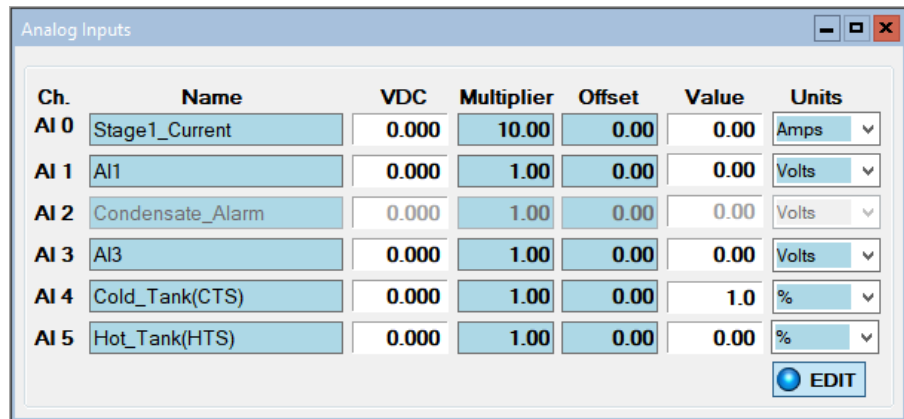 Analog Inputs
Ch. Name VDC Multiplier Offset Value Units
AI 0 Stage1_Current 0.000 10.00 0.00 0.00 Amps
AI 1 AI1 0.000 1.00 0.00 0.00 Volts
AI 2 Condensate_Alarm 0.000 1.00 0.00 0.00 Volts
AI 3 AI3 0.000 1.00 0.00 0.00 Volts
AI 4 Cold_Tank(CTS) 0.000 1.00 0.00 1.0 %
AI 5 Hot_Tank(HTS) 0.000 1.00 0.00 0.00 %
EDIT